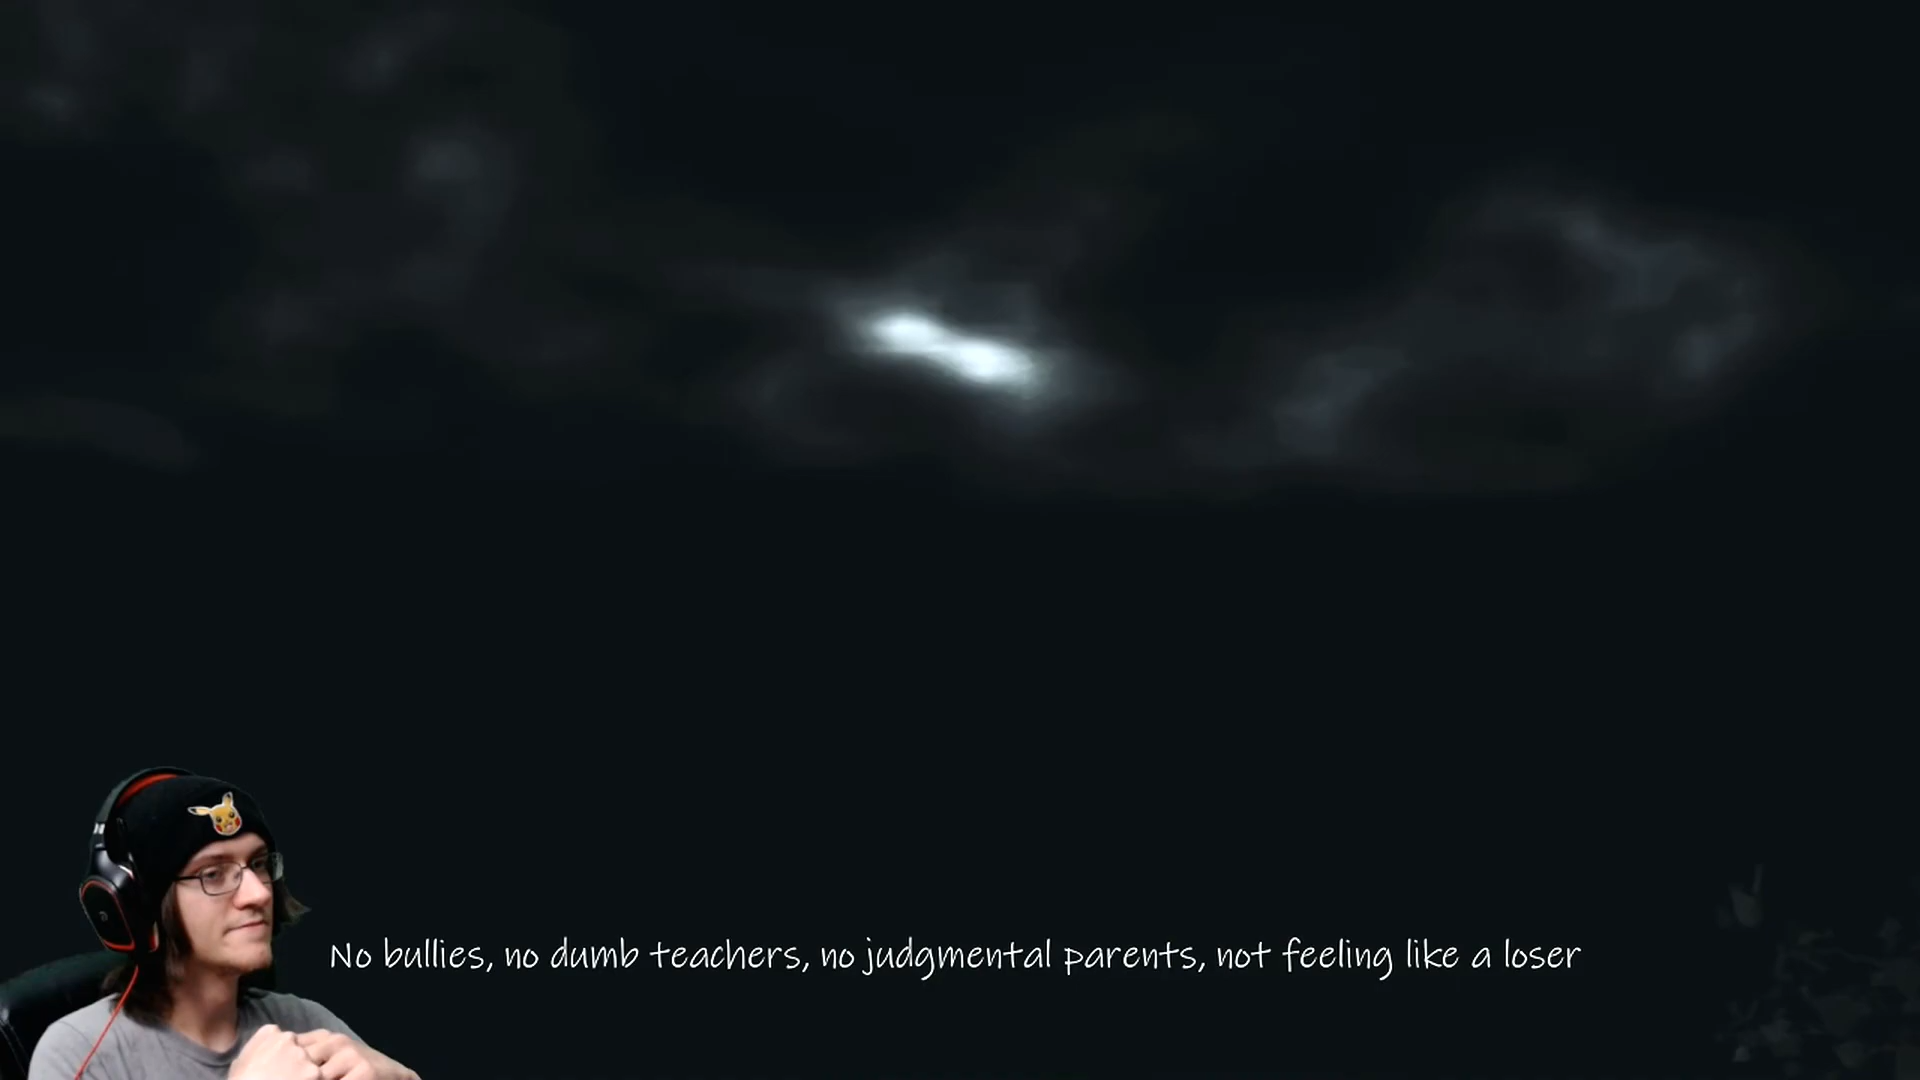 No bullies, no dumb teachers, no judgmental parents, not feeling like a loser